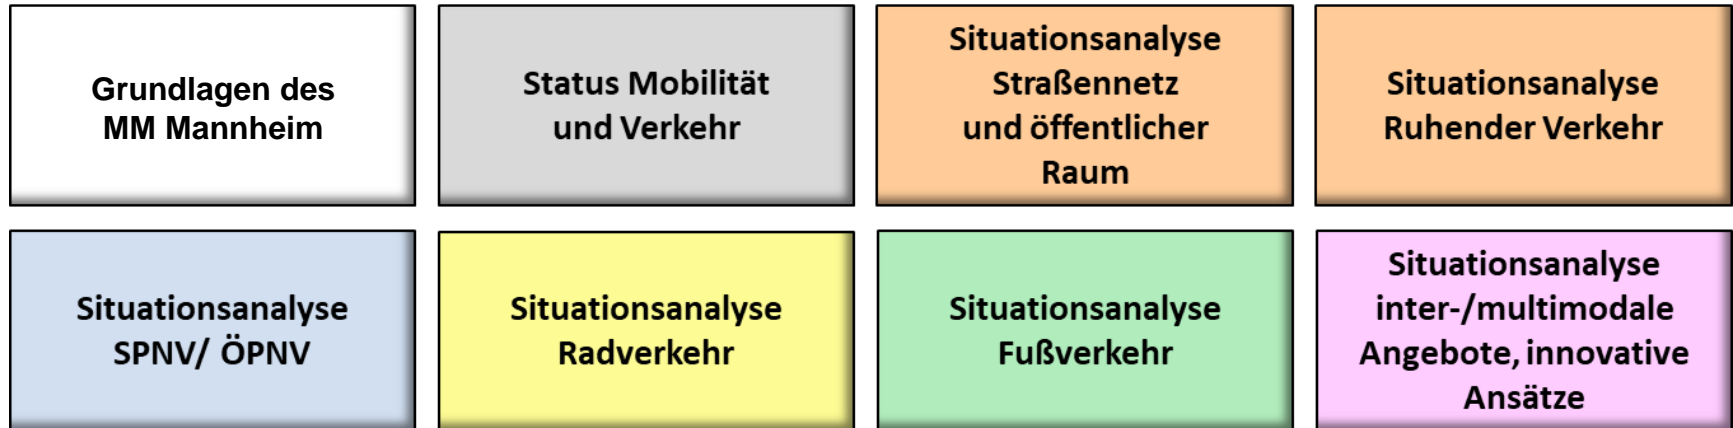 Grundlagen des
MM Mannheim
Status Mobilität
und Verkehr
Situationsanalyse
Straßennetz
und öffentlicher
Raum
Situationsanalyse
Ruhender Verkehr
Situationsanalyse
SPNV/ ÖPNV
Situationsanalyse
Radverkehr
Situationsanalyse
Fußverkehr
Situationsanalyse
inter-/multimodale
Angebote, innovative
Ansätze